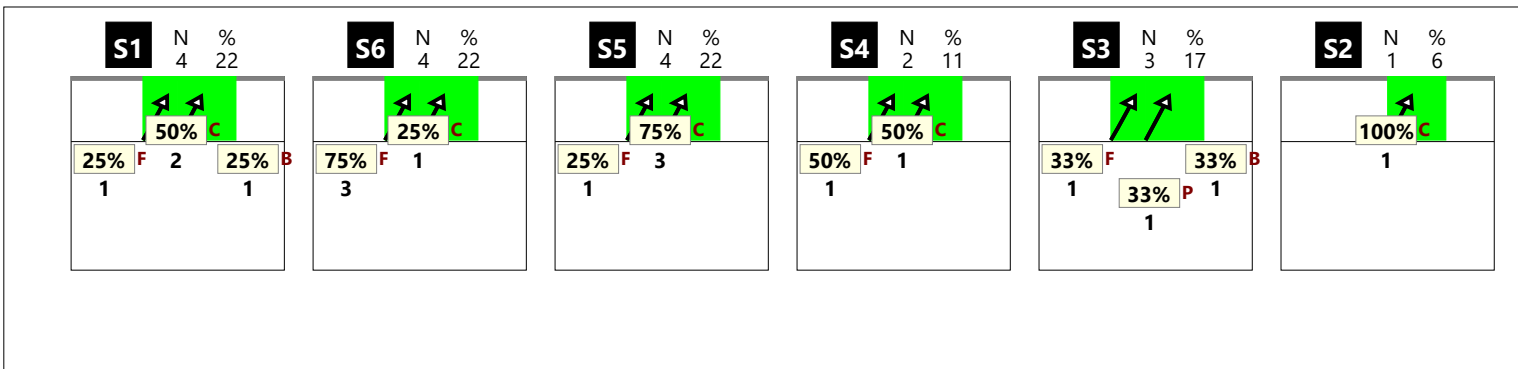 S1 N % 4 22
50% C
25% F 2 25% B
1 1
S6 N % 4 22
25% C
75% F 1
3
S5 N % 4 22
75% C
25% F 3
1
S4 N % 2 11
50% C
50% F 1
1
S3 N % 3 17
33% F 33% B
1 33% P 1
1
S2 N % 1 6
100% C
1